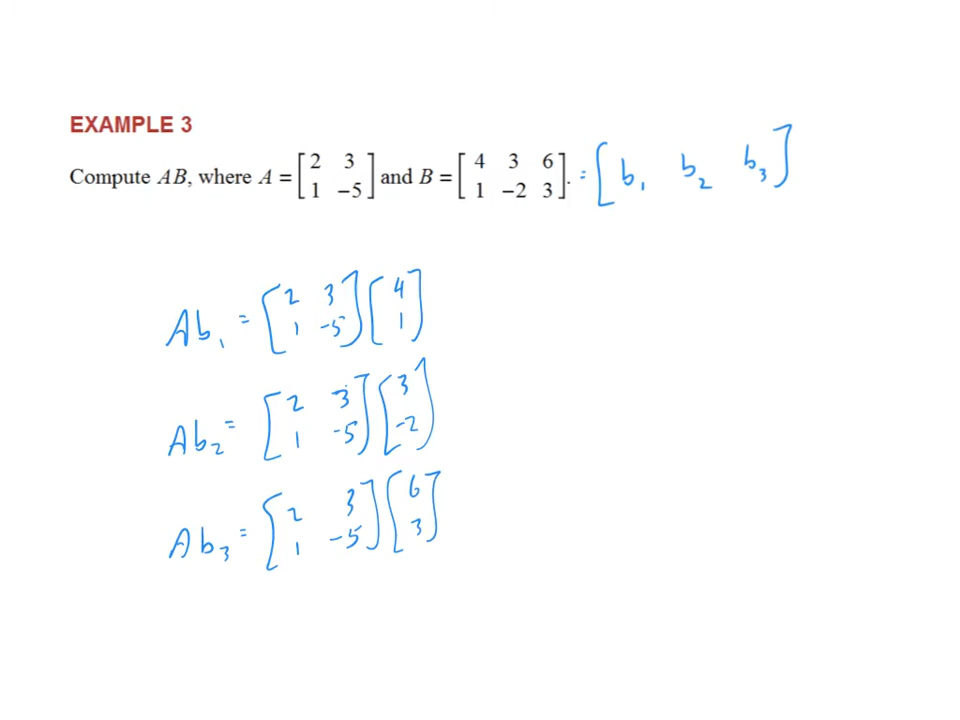 EXAMPLE 3
Compute AB, where A = [2 3; 1 −5] and B = [4 3 6; 1 −2 3]. = [b₁ b₂ b₃]
Ab₁ = [2 3; 1 -5] [4; 1]
Ab₂ = [2 3; 1 -5] [3; -2]
Ab₃ = [2 3; 1 -5] [6; 3]